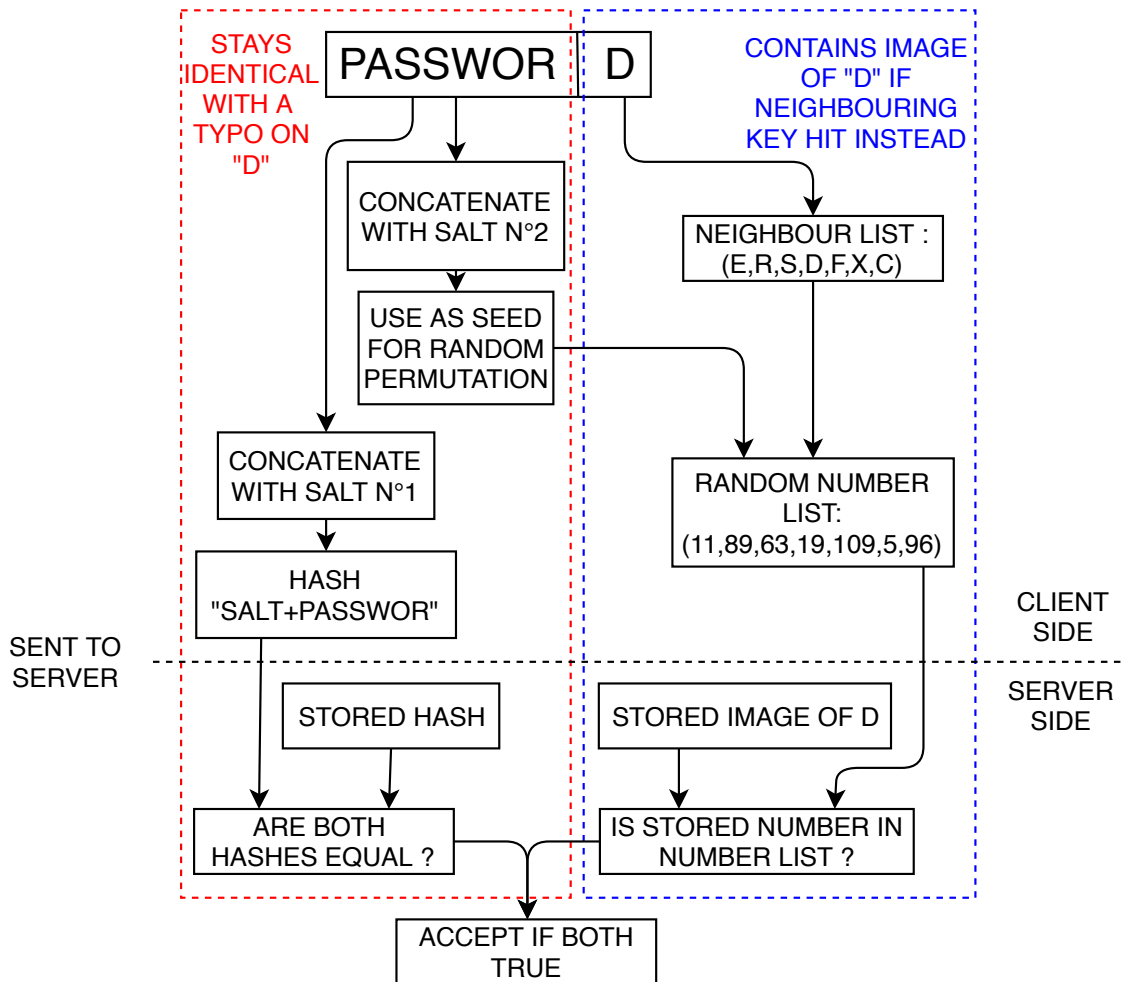 STAYS
IDENTICAL
WITH A
TYPO ON
"D"
PASSWOR D
CONTAINS IMAGE
OF "D" IF
NEIGHBOURING
KEY HIT INSTEAD
CONCATENATE
WITH SALT N°2
NEIGHBOUR LIST :
(E,R,S,D,F,X,C)
USE AS SEED
FOR RANDOM
PERMUTATION
CONCATENATE
WITH SALT N°1
RANDOM NUMBER
LIST:
(11,89,63,19,109,5,96)
HASH
"SALT+PASSWOR"
CLIENT
SIDE
SENT TO
SERVER
SERVER
SIDE
STORED HASH
STORED IMAGE OF D
ARE BOTH
HASHES EQUAL ?
IS STORED NUMBER IN
NUMBER LIST ?
ACCEPT IF BOTH
TRUE